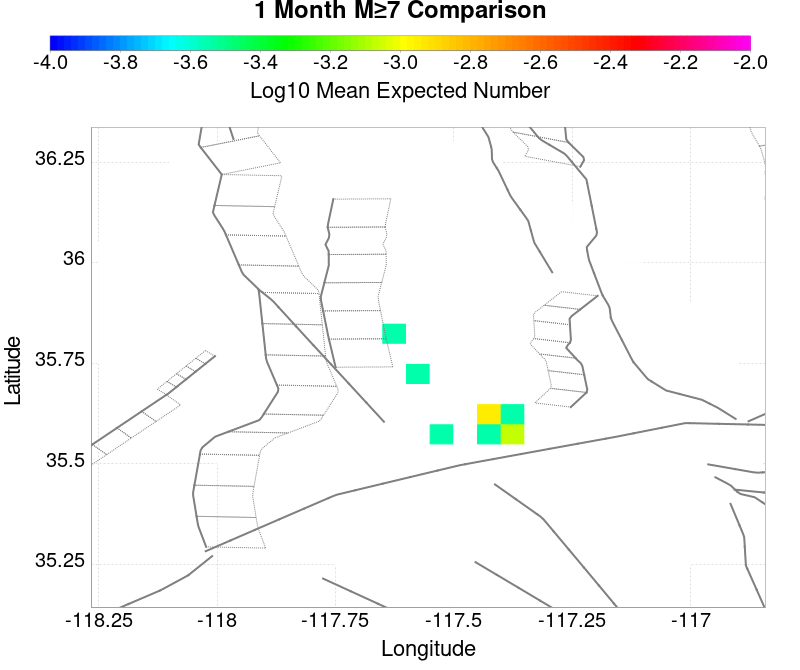 1 Month M≥7 Comparison
-4.0 -3.8 -3.6 -3.4 -3.2 -3.0 -2.8 -2.6 -2.4 -2.2 -2.0
Log10 Mean Expected Number
Latitude
36.25
36
35.75
35.5
35.25
-118.25 -118 -117.75 -117.5 -117.25 -117
Longitude